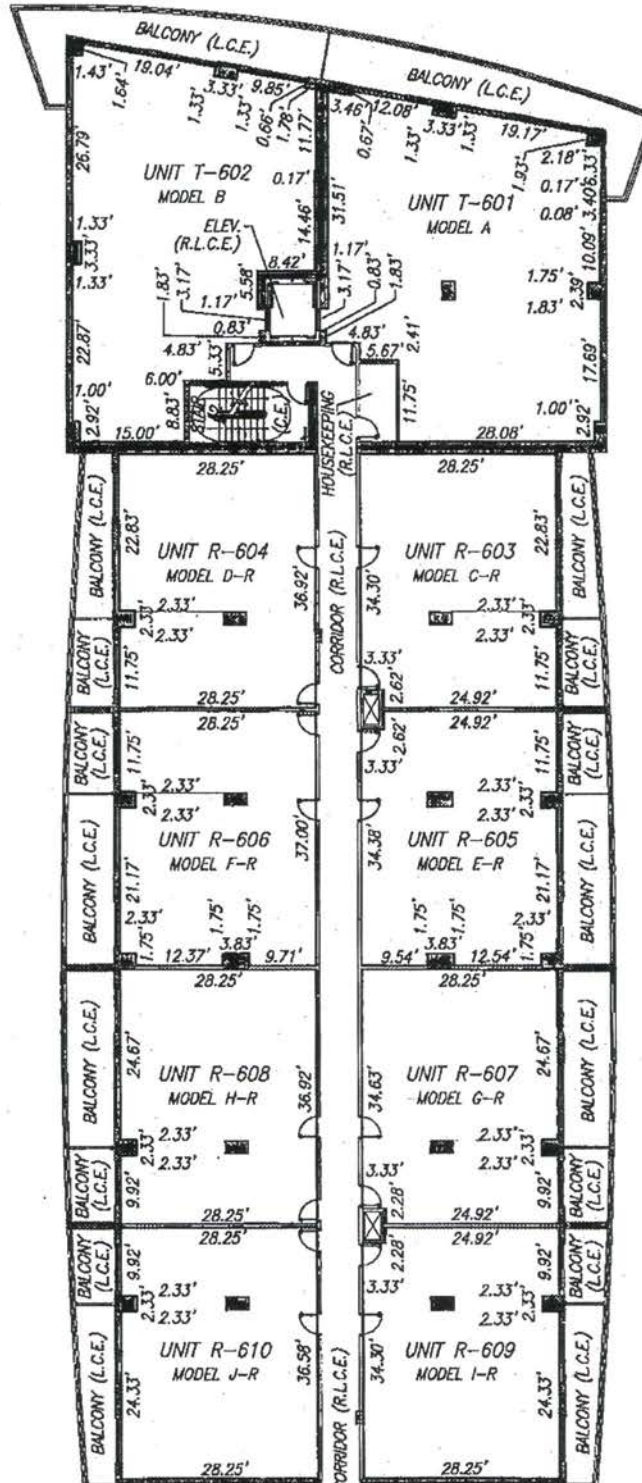 BALCONY (L.C.E.)
BALCONY (L.C.E.)
1.43'
1.64'
19.04'
3.33'
1.33'
1.33'
9.85'
0.66'
1.78'
11.77'
3.46'
0.67'
12.08'
1.33'
3.33'
1.33'
19.17'
1.93'
2.18'
6.33'
26.79'
UNIT T-602
MODEL B
0.17'
14.46'
31.51'
UNIT T-601
MODEL A
0.17'
3.40'
0.08'
10.09'
ELEV.
(R.L.C.E.)
8.42'
1.33'
3.33'
1.33'
5.58'
1.17'
3.17'
0.83'
1.83'
1.83'
3.17'
1.17'
0.83'
1.75'
2.39'
1.83'
22.87'
4.83'
5.33'
4.83'
2.41'
5.67'
17.69'
6.00'
8.83'
STAIR
(C.E.)
11.75'
HOUSEKEEPING
(R.L.C.E.)
1.00'
2.92'
15.00'
28.08'
1.00'
2.92'
28.25'
28.25'
BALCONY (L.C.E.)
22.83'
UNIT R-604
MODEL D-R
36.92'
CORRIDOR (R.L.C.E.)
34.30'
UNIT R-603
MODEL C-R
22.83'
BALCONY (L.C.E.)
2.33'
2.33'
2.33'
2.33'
2.33'
2.33'
BALCONY
(L.C.E.)
11.75'
28.25'
3.33'
2.62'
24.92'
11.75'
BALCONY
(L.C.E.)
28.25'
24.92'
BALCONY
(L.C.E.)
11.75'
2.62'
3.33'
11.75'
BALCONY
(L.C.E.)
2.33'
2.33'
2.33'
2.33'
2.33'
2.33'
BALCONY (L.C.E.)
21.17'
UNIT R-606
MODEL F-R
37.00'
34.38'
UNIT R-605
MODEL E-R
21.17'
BALCONY (L.C.E.)
2.33'
1.75'
1.75'
1.75'
3.83'
12.37'
9.71'
1.75'
1.75'
3.83'
9.54'
12.54'
2.33'
1.75'
28.25'
28.25'
BALCONY (L.C.E.)
24.67'
UNIT R-608
MODEL H-R
36.92'
34.63'
UNIT R-607
MODEL G-R
24.67'
BALCONY (L.C.E.)
2.33'
2.33'
2.33'
2.33'
2.33'
2.33'
BALCONY
(L.C.E.)
9.92'
28.25'
3.33'
2.28'
24.92'
9.92'
BALCONY
(L.C.E.)
28.25'
24.92'
BALCONY
(L.C.E.)
9.92'
2.28'
3.33'
9.92'
BALCONY
(L.C.E.)
2.33'
2.33'
2.33'
2.33'
2.33'
2.33'
BALCONY (L.C.E.)
24.33'
UNIT R-610
MODEL J-R
36.58'
CORRIDOR (R.L.C.E.)
34.30'
UNIT R-609
MODEL I-R
24.33'
BALCONY (L.C.E.)
28.25'
28.25'